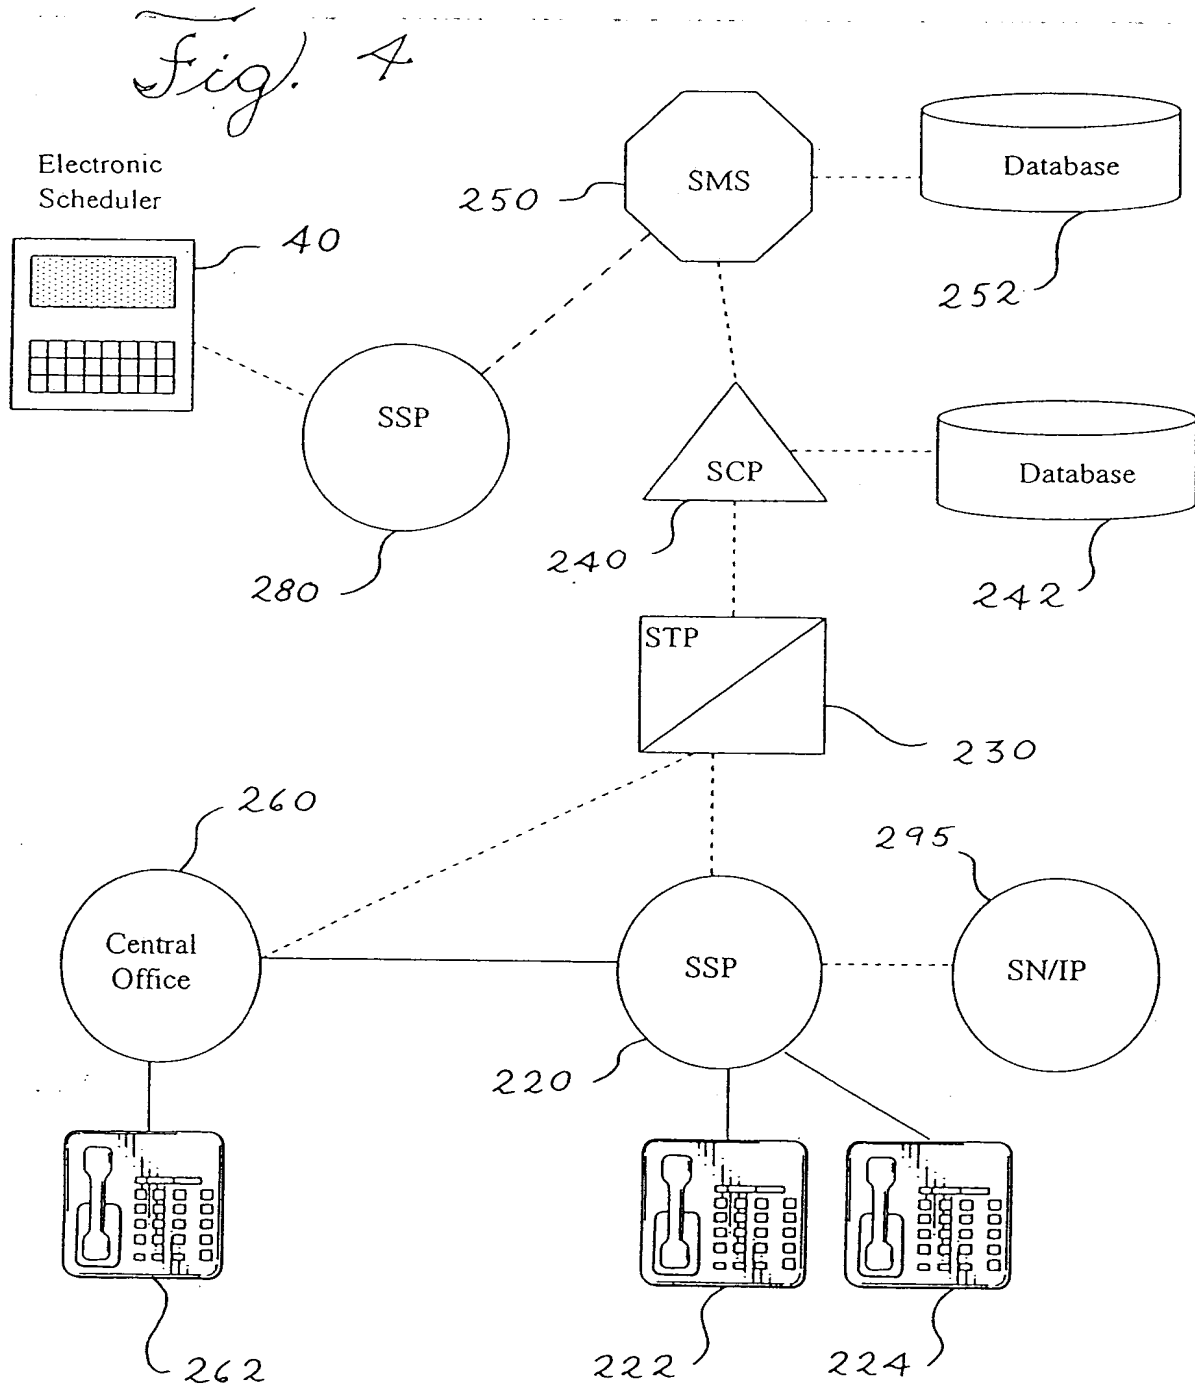 Fig. 4
Electronic
Scheduler
40
SMS
250
Database
252
SSP
280
SCP
240
Database
242
STP
230
260
Central
Office
SSP
220
295
SN/IP
262
222
224